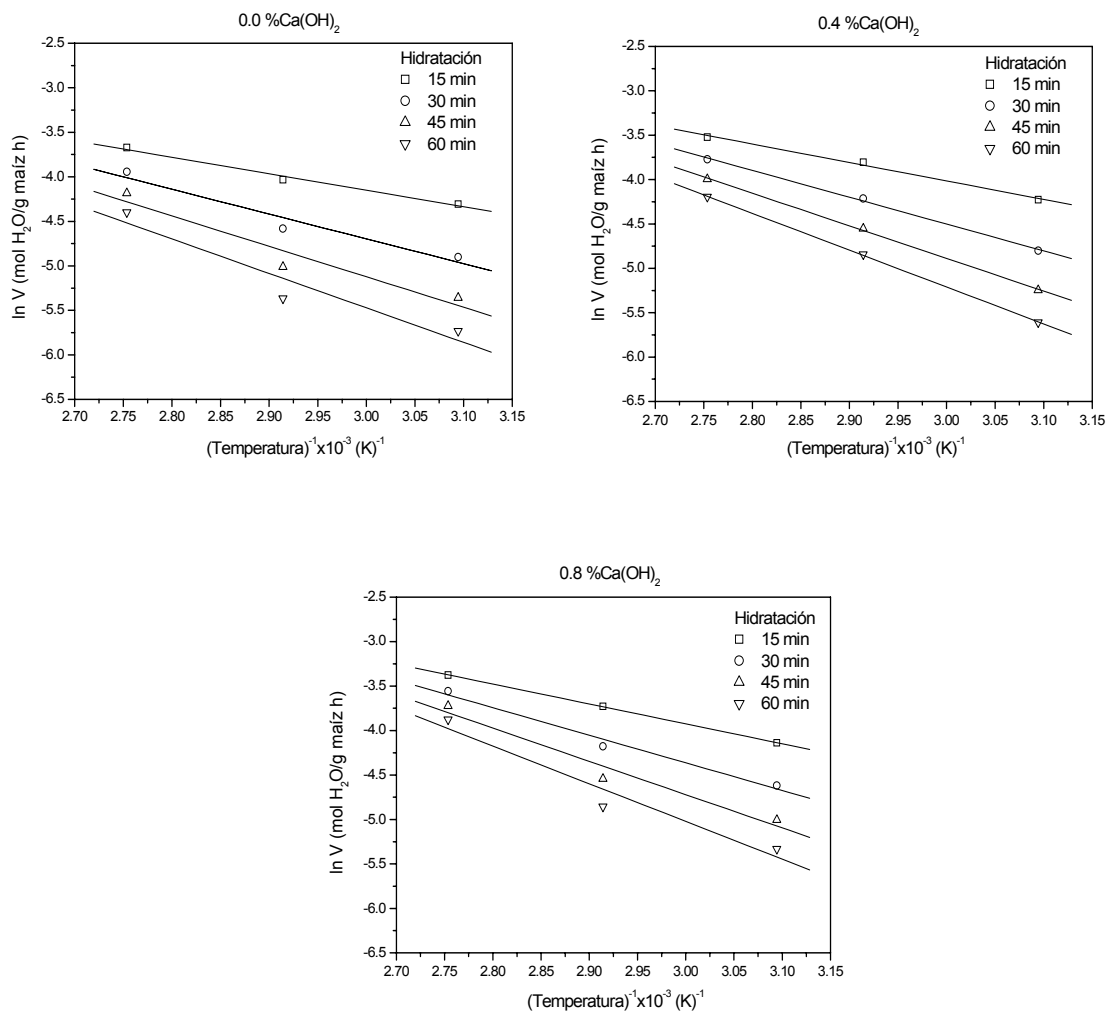 0.0 %Ca(OH)₂
-2.5
-3.0
-3.5
-4.0
-4.5
-5.0
-5.5
-6.0
-6.5
ln V (mol H₂O/g maíz h)
Hidratación
15 min
30 min
45 min
60 min
2.70 2.75 2.80 2.85 2.90 2.95 3.00 3.05 3.10 3.15
(Temperatura)⁻¹x10⁻³ (K)⁻¹
0.4 %Ca(OH)₂
-2.5
-3.0
-3.5
-4.0
-4.5
-5.0
-5.5
-6.0
-6.5
ln V (mol H₂O/g maíz h)
Hidratación
15 min
30 min
45 min
60 min
2.70 2.75 2.80 2.85 2.90 2.95 3.00 3.05 3.10 3.15
(Temperatura)⁻¹x10⁻³ (K)⁻¹
0.8 %Ca(OH)₂
-2.5
-3.0
-3.5
-4.0
-4.5
-5.0
-5.5
-6.0
-6.5
ln V (mol H₂O/g maíz h)
Hidratación
15 min
30 min
45 min
60 min
2.70 2.75 2.80 2.85 2.90 2.95 3.00 3.05 3.10 3.15
(Temperatura)⁻¹x10⁻³ (K)⁻¹